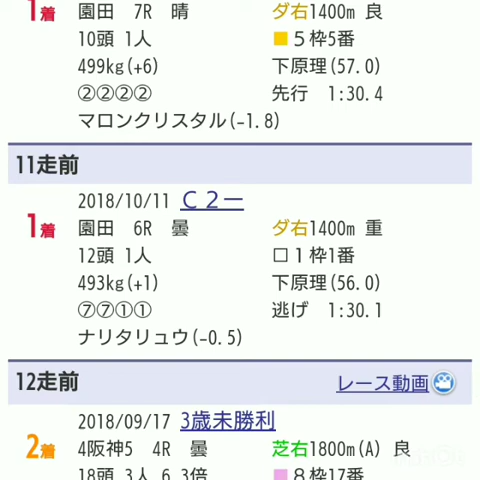 1着 園田 7R 晴 ダ右1400m 良
10頭 1人 ■5枠5番
499kg(+6) 下原理(57.0)
②②②② 先行 1:30.4
マロンクリスタル(-1.8)
11走前
2018/10/11 C2一
1着 園田 6R 曇 ダ右1400m 重
12頭 1人 □1枠1番
493kg(+1) 下原理(56.0)
⑦⑦①① 逃げ 1:30.1
ナリタリュウ(-0.5)
12走前 レース動画
2018/09/17 3歳未勝利
2着 4阪神5 4R 曇 芝右1800m(A) 良
18頭 3人 6.3倍 ■8枠17番